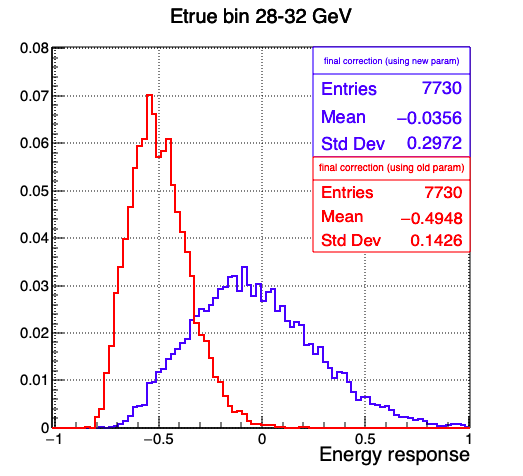 Etrue bin 28-32 GeV
final correction (using new param)
Entries 7730
Mean −0.0356
Std Dev 0.2972
final correction (using old param)
Entries 7730
Mean −0.4948
Std Dev 0.1426
0.08
0.07
0.06
0.05
0.04
0.03
0.02
0.01
0
−1 −0.5 0 0.5 1
Energy response